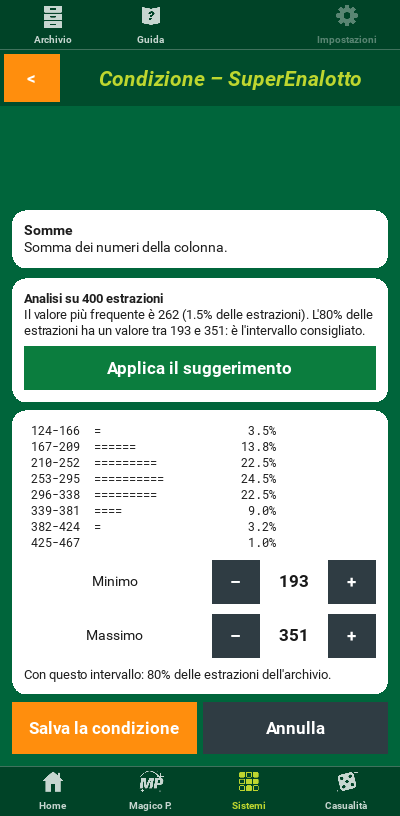 Archivio
Guida
Impostazioni
<
Condizione – SuperEnalotto
Somme
Somma dei numeri della colonna.
Analisi su 400 estrazioni
Il valore più frequente è 262 (1.5% delle estrazioni). L'80% delle
estrazioni ha un valore tra 193 e 351: è l'intervallo consigliato.
Applica il suggerimento
124-166 = 3.5%
167-209 ====== 13.8%
210-252 ========= 22.5%
253-295 ========== 24.5%
296-338 ========= 22.5%
339-381 ==== 9.0%
382-424 = 3.2%
425-467 1.0%
Minimo – 193 +
Massimo – 351 +
Con questo intervallo: 80% delle estrazioni dell'archivio.
Salva la condizione
Annulla
Home
MP
Magico P.
Sistemi
Casualità